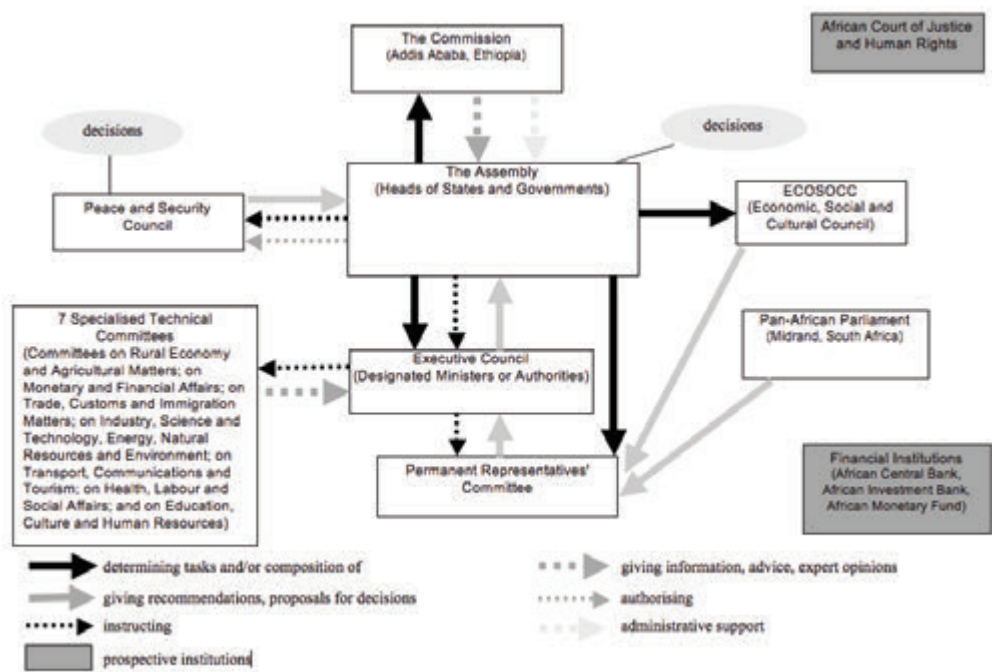 The Commission
(Addis Ababa, Ethiopia)
African Court of Justice
and Human Rights
decisions
decisions
The Assembly
(Heads of States and Governments)
Peace and Security
Council
ECOSOCC
(Economic, Social and
Cultural Council)
7 Specialised Technical
Committees
(Committees on Rural Economy
and Agricultural Matters; on
Monetary and Financial Affairs; on
Trade, Customs and Immigration
Matters; on Industry, Science and
Technology, Energy, Natural
Resources and Environment; on
Transport, Communications and
Tourism; on Health, Labour and
Social Affairs; and on Education,
Culture and Human Resources)
Pan-African Parliament
(Midrand, South Africa)
Executive Council
(Designated Ministers or Authorities)
Permanent Representatives'
Committee
Financial Institutions
(African Central Bank,
African Investment Bank,
African Monetary Fund)
determining tasks and/or composition of
giving recommendations, proposals for decisions
instructing
prospective institutions
giving information, advice, expert opinions
authorising
administrative support